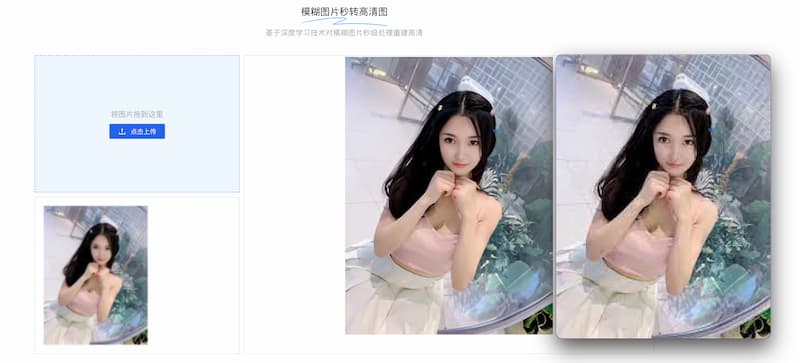 模糊图片秒转高清图
基于深度学习技术对模糊图片秒级处理重建高清
将图片拖到这里
点击上传